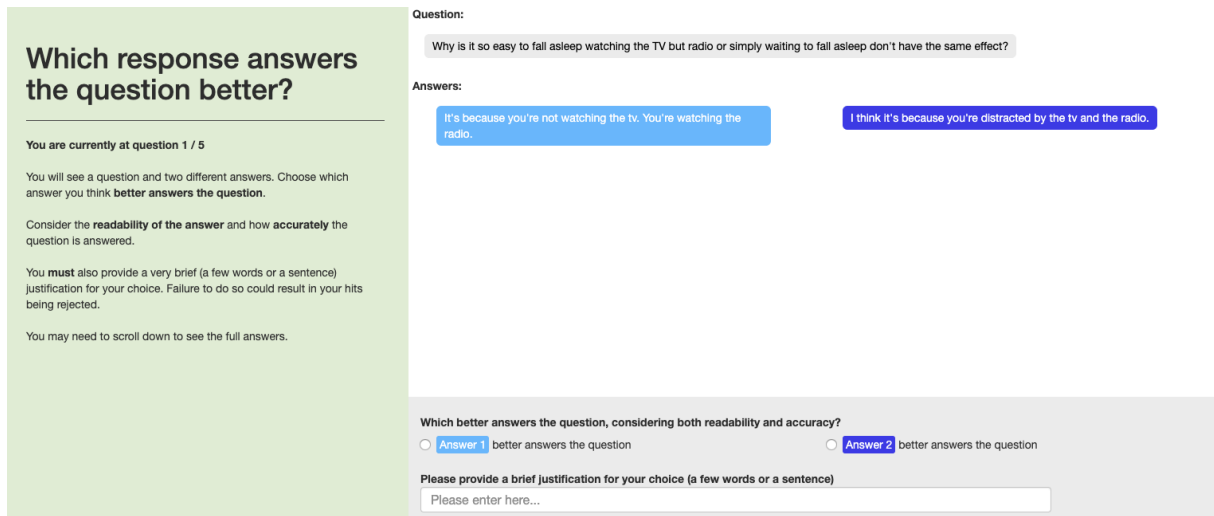 Which response answers
the question better?
You are currently at question 1 / 5
You will see a question and two different answers. Choose which
answer you think better answers the question.
Consider the readability of the answer and how accurately the
question is answered.
You must also provide a very brief (a few words or a sentence)
justification for your choice. Failure to do so could result in your hits
being rejected.
You may need to scroll down to see the full answers.
Question:
Why is it so easy to fall asleep watching the TV but radio or simply waiting to fall asleep don't have the same effect?
Answers:
It's because you're not watching the tv. You're watching the
radio.
I think it's because you're distracted by the tv and the radio.
Which better answers the question, considering both readability and accuracy?
Answer 1 better answers the question
Answer 2 better answers the question
Please provide a brief justification for your choice (a few words or a sentence)
Please enter here...